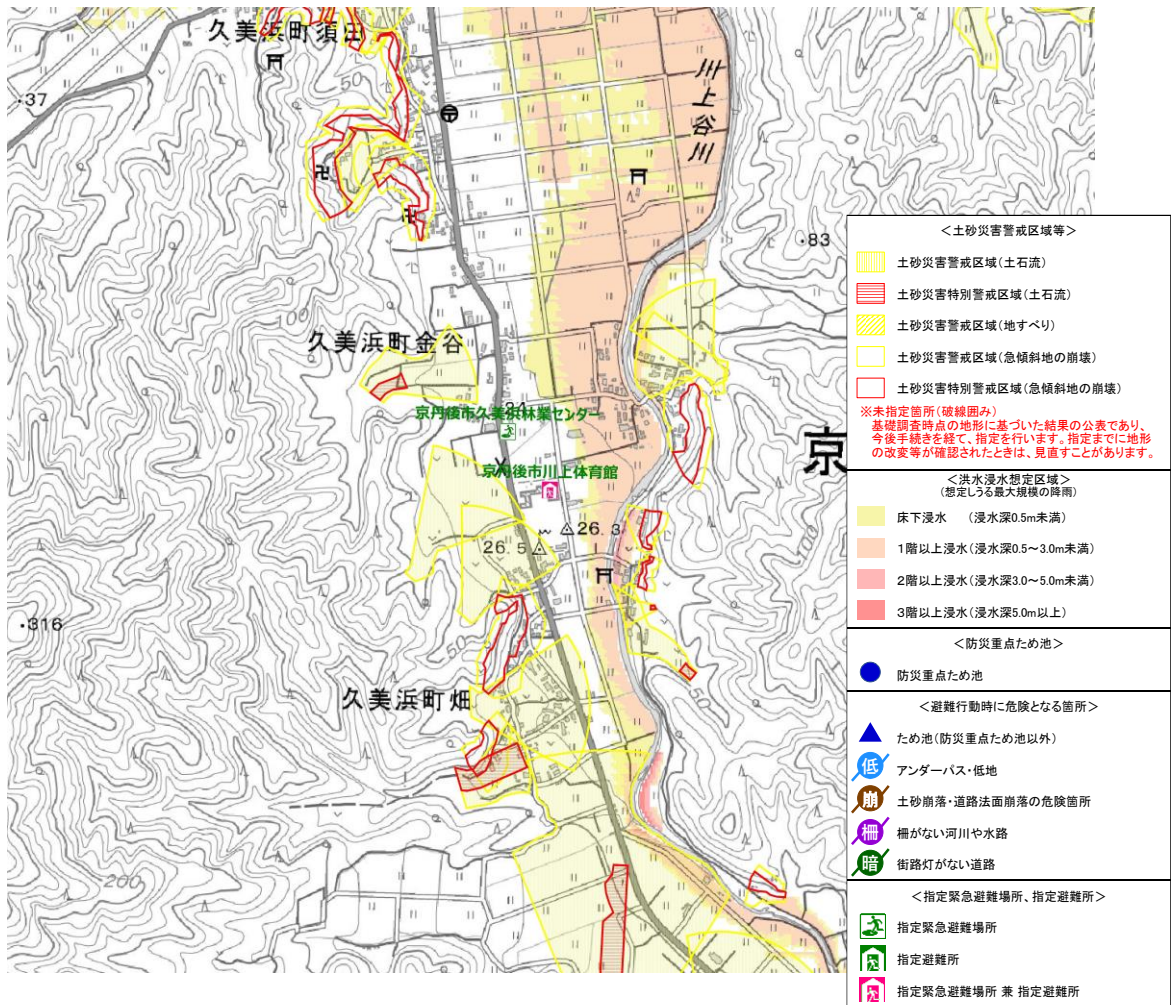 久美浜町須田
50
・37
川上谷川
・83
100
久美浜町金谷
24
京丹後市久美浜林業センター
京丹後市川上体育館
京
26.3
26.5
・316
100
50
久美浜町畑
200
＜土砂災害警戒区域等＞
土砂災害警戒区域（土石流）
土砂災害特別警戒区域（土石流）
土砂災害警戒区域（地すべり）
土砂災害警戒区域（急傾斜地の崩壊）
土砂災害特別警戒区域（急傾斜地の崩壊）
※未指定箇所（破線囲み）
基礎調査時点の地形に基づいた結果の公表であり、
今後手続きを経て、指定を行います。指定までに地形
の改変等が確認されたときは、見直すことがあります。
＜洪水浸水想定区域＞
（想定しうる最大規模の降雨）
床下浸水　（浸水深0.5m未満）
1階以上浸水（浸水深0.5～3.0m未満）
2階以上浸水（浸水深3.0～5.0m未満）
3階以上浸水（浸水深5.0m以上）
＜防災重点ため池＞
防災重点ため池
＜避難行動時に危険となる箇所＞
ため池（防災重点ため池以外）
低 アンダーパス・低地
崩 土砂崩落・道路法面崩落の危険箇所
柵 柵がない河川や水路
暗 街路灯がない道路
＜指定緊急避難場所、指定避難所＞
指定緊急避難場所
指定避難所
指定緊急避難場所 兼 指定避難所